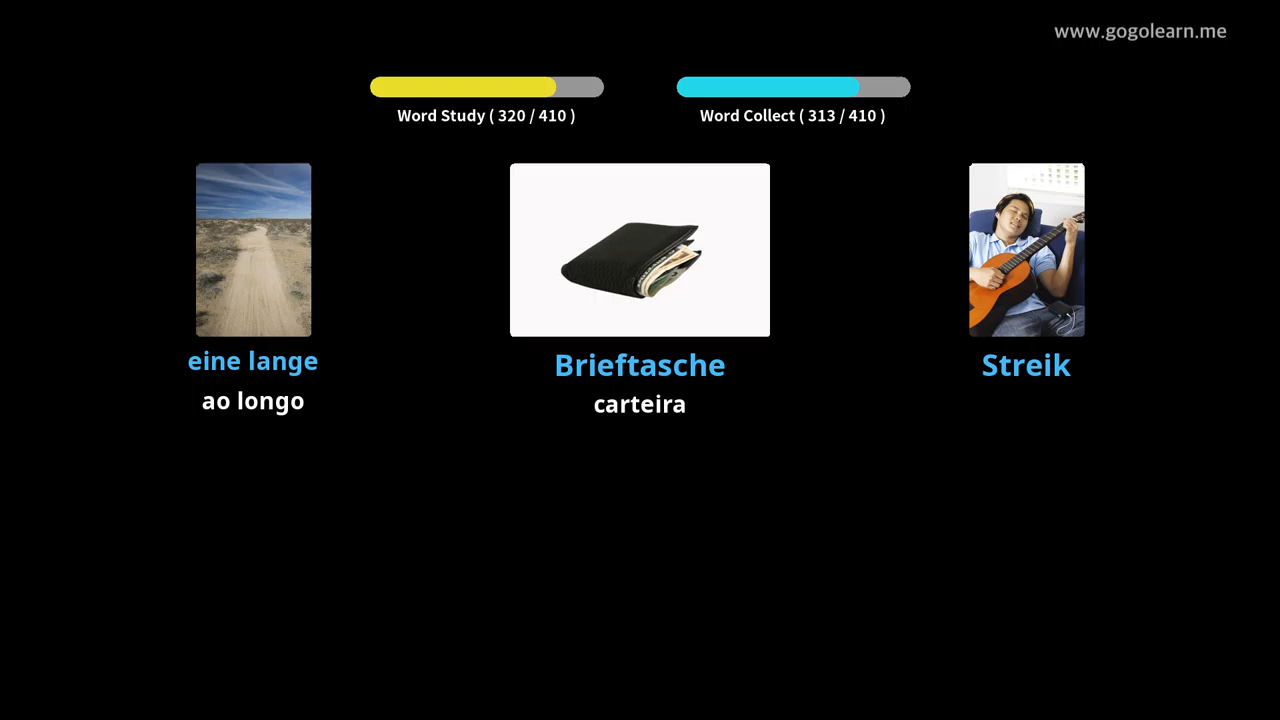 www.gogolearn.me
Word Study ( 320 / 410 )
Word Collect ( 313 / 410 )
eine lange
ao longo
Brieftasche
carteira
Streik